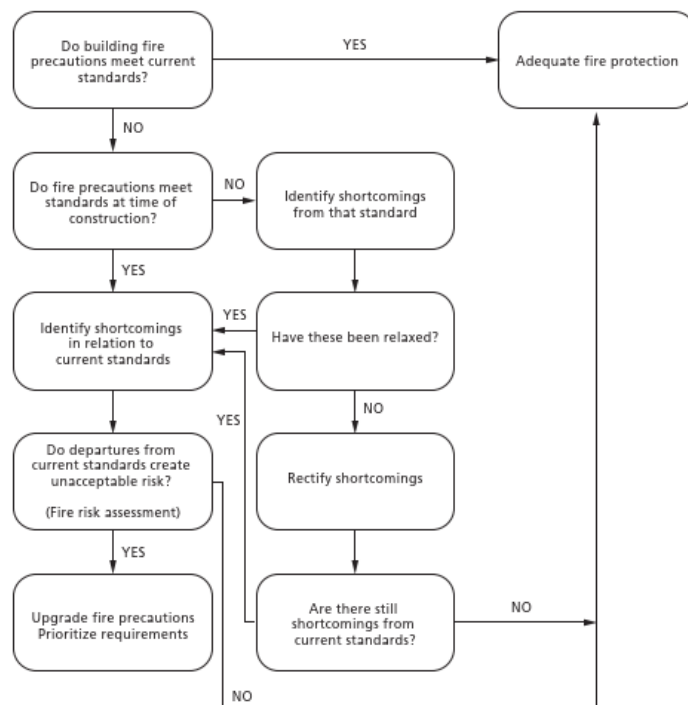 Do building fire
precautions meet current
standards?
YES
Adequate fire protection
NO
Do fire precautions meet
standards at time of
construction?
NO
Identify shortcomings
from that standard
YES
Identify shortcomings
in relation to
current standards
YES
Have these been relaxed?
YES
NO
Do departures from
current standards create
unacceptable risk?
(Fire risk assessment)
Rectify shortcomings
YES
Upgrade fire precautions
Prioritize requirements
Are there still
shortcomings from
current standards?
NO
NO